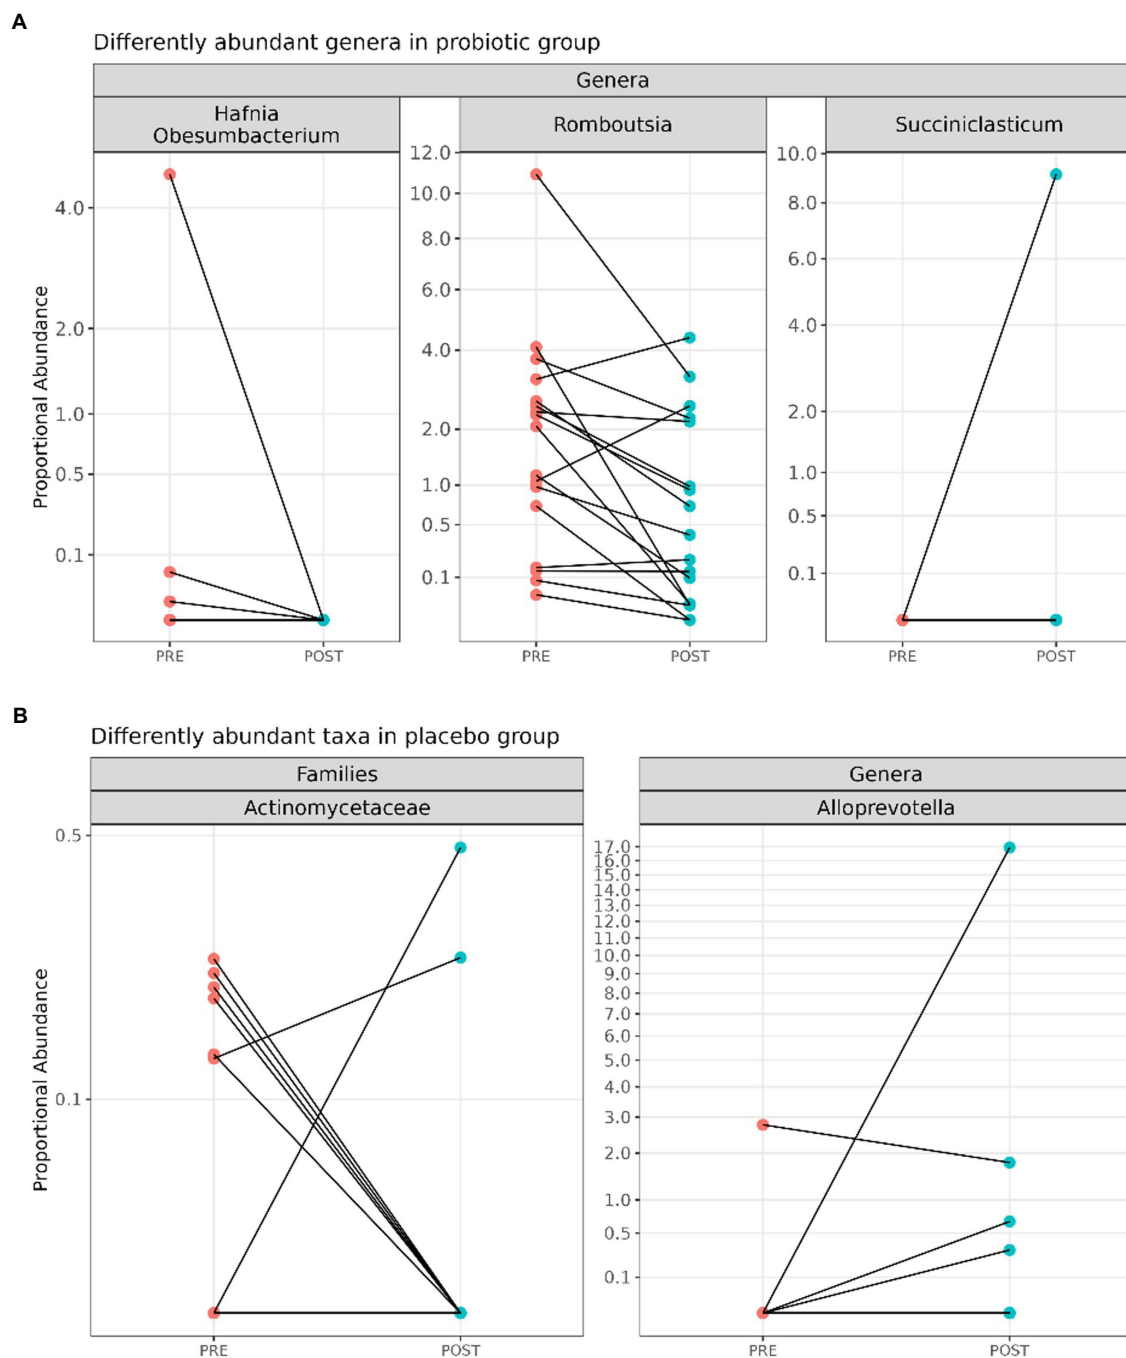 A
Differently abundant genera in probiotic group
Genera
Hafnia
Obesumbacterium
Romboutsia
Succiniclasticum
Proportional Abundance
4.0
2.0
1.0
0.5
0.1
PRE
POST
12.0
10.0
8.0
6.0
4.0
2.0
1.0
0.5
0.1
PRE
POST
10.0
8.0
6.0
4.0
2.0
1.0
0.5
0.1
PRE
POST
B
Differently abundant taxa in placebo group
Families
Actinomycetaceae
Genera
Alloprevotella
Proportional Abundance
0.5
0.1
PRE
POST
17.0
16.0
15.0
14.0
13.0
12.0
11.0
10.0
9.0
8.0
7.0
6.0
5.0
4.0
3.0
2.0
1.0
0.5
0.1
PRE
POST